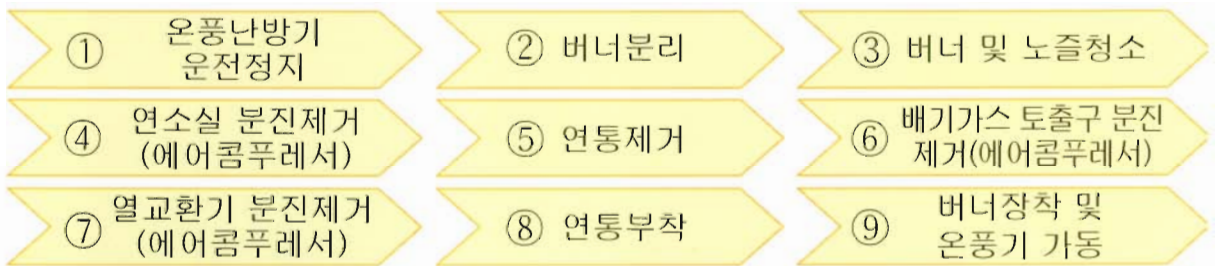 ① 온풍난방기
운전정지
② 버너분리
③ 버너 및 노즐청소
④ 연소실 분진제거
(에어콤푸레서)
⑤ 연통제거
⑥ 배기가스 토출구 분진
제거(에어콤푸레서)
⑦ 열교환기 분진제거
(에어콤푸레서)
⑧ 연통부착
⑨ 버너장착 및
온풍기 가동